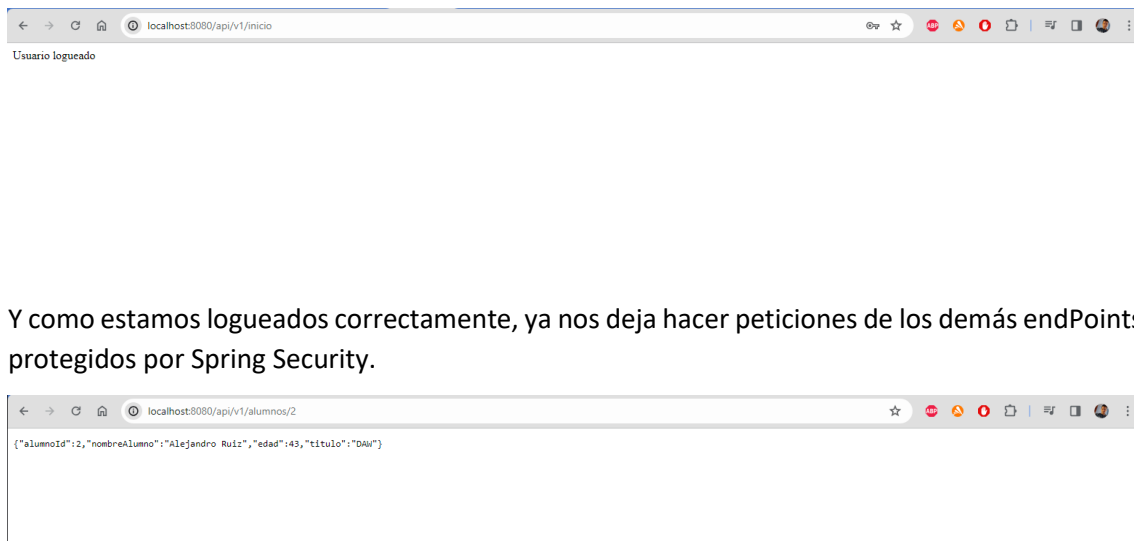 localhost:8080/api/v1/inicio
ABP
Usuario logueado
Y como estamos logueados correctamente, ya nos deja hacer peticiones de los demás endPoints
protegidos por Spring Security.
localhost:8080/api/v1/alumnos/2
ABP
{"alumnoId":2,"nombreAlumno":"Alejandro Ruiz","edad":43,"titulo":"DAW"}